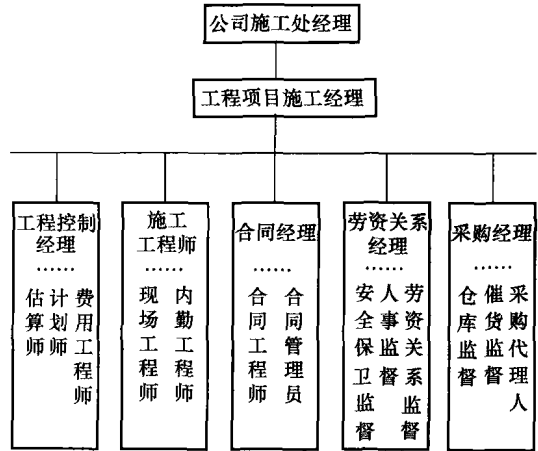 公司施工处经理
工程项目施工经理
工程控制
经理
……
估算师
计划师
费用工程师
施工
工程师
……
现场工程师
内勤工程师
合同经理
……
合同工程师
合同管理员
劳资关系
经理
……
安全保卫监督
人事监督
劳资关系监督
采购经理
……
仓库监督
催货监督
采购代理人